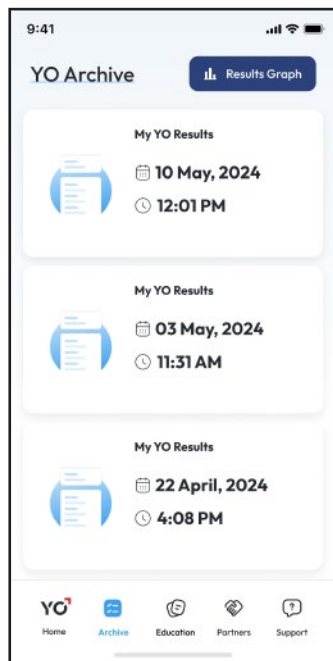 9:41
YO Archive
Results Graph
My YO Results
10 May, 2024
12:01 PM
My YO Results
03 May, 2024
11:31 AM
My YO Results
22 April, 2024
4:08 PM
YO
Home Archive Education Partners Support